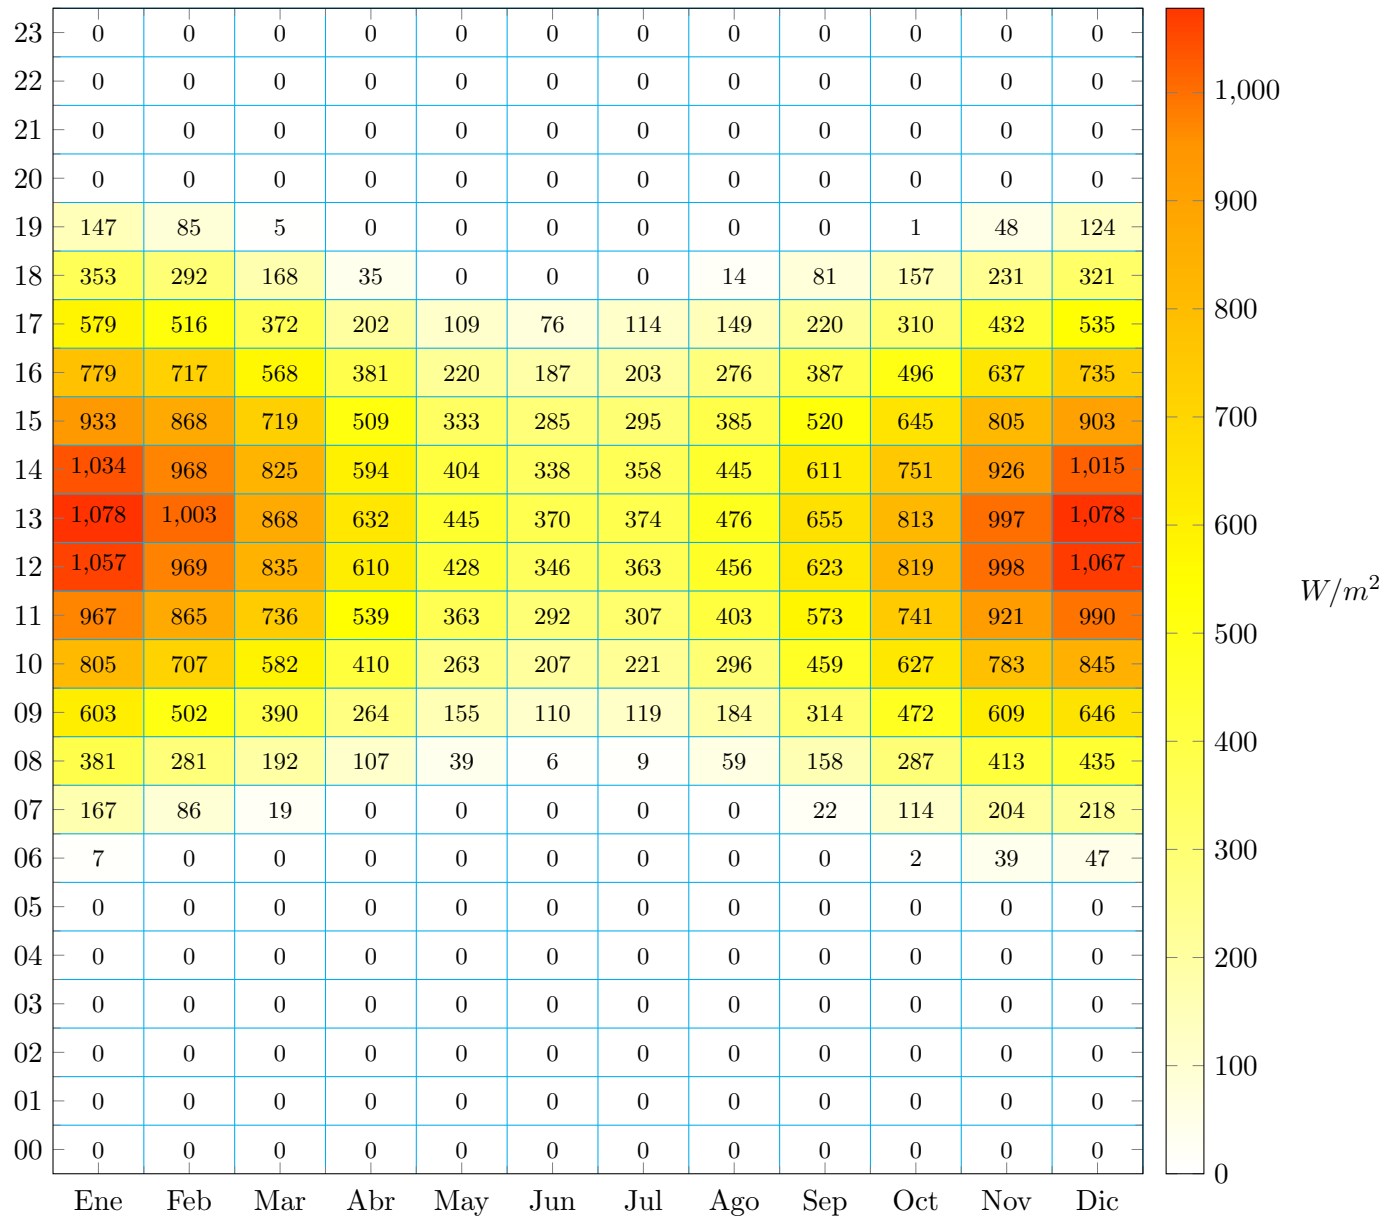 23 0 0 0 0 0 0 0 0 0 0 0 0
22 0 0 0 0 0 0 0 0 0 0 0 0
21 0 0 0 0 0 0 0 0 0 0 0 0
20 0 0 0 0 0 0 0 0 0 0 0 0
19 147 85 5 0 0 0 0 0 0 1 48 124
18 353 292 168 35 0 0 0 14 81 157 231 321
17 579 516 372 202 109 76 114 149 220 310 432 535
16 779 717 568 381 220 187 203 276 387 496 637 735
15 933 868 719 509 333 285 295 385 520 645 805 903
14 1,034 968 825 594 404 338 358 445 611 751 926 1,015
13 1,078 1,003 868 632 445 370 374 476 655 813 997 1,078
12 1,057 969 835 610 428 346 363 456 623 819 998 1,067
11 967 865 736 539 363 292 307 403 573 741 921 990
10 805 707 582 410 263 207 221 296 459 627 783 845
09 603 502 390 264 155 110 119 184 314 472 609 646
08 381 281 192 107 39 6 9 59 158 287 413 435
07 167 86 19 0 0 0 0 0 22 114 204 218
06 7 0 0 0 0 0 0 0 0 2 39 47
05 0 0 0 0 0 0 0 0 0 0 0 0
04 0 0 0 0 0 0 0 0 0 0 0 0
03 0 0 0 0 0 0 0 0 0 0 0 0
02 0 0 0 0 0 0 0 0 0 0 0 0
01 0 0 0 0 0 0 0 0 0 0 0 0
00 0 0 0 0 0 0 0 0 0 0 0 0
Ene Feb Mar Abr May Jun Jul Ago Sep Oct Nov Dic
1,000
900
800
700
600
500
400
300
200
100
0
W/m²